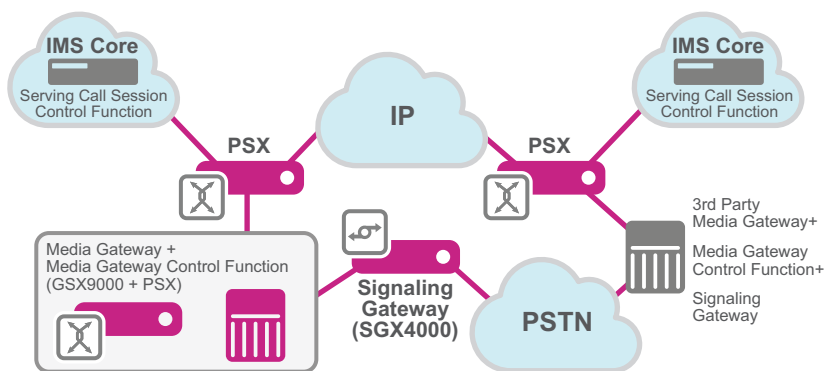 IMS Core
Serving Call Session
Control Function
IMS Core
Serving Call Session
Control Function
IP
PSX
PSX
3rd Party
Media Gateway+
Media Gateway
Control Function+
Signaling
Gateway
Media Gateway +
Media Gateway Control Function
(GSX9000 + PSX)
Signaling
Gateway
(SGX4000)
PSTN